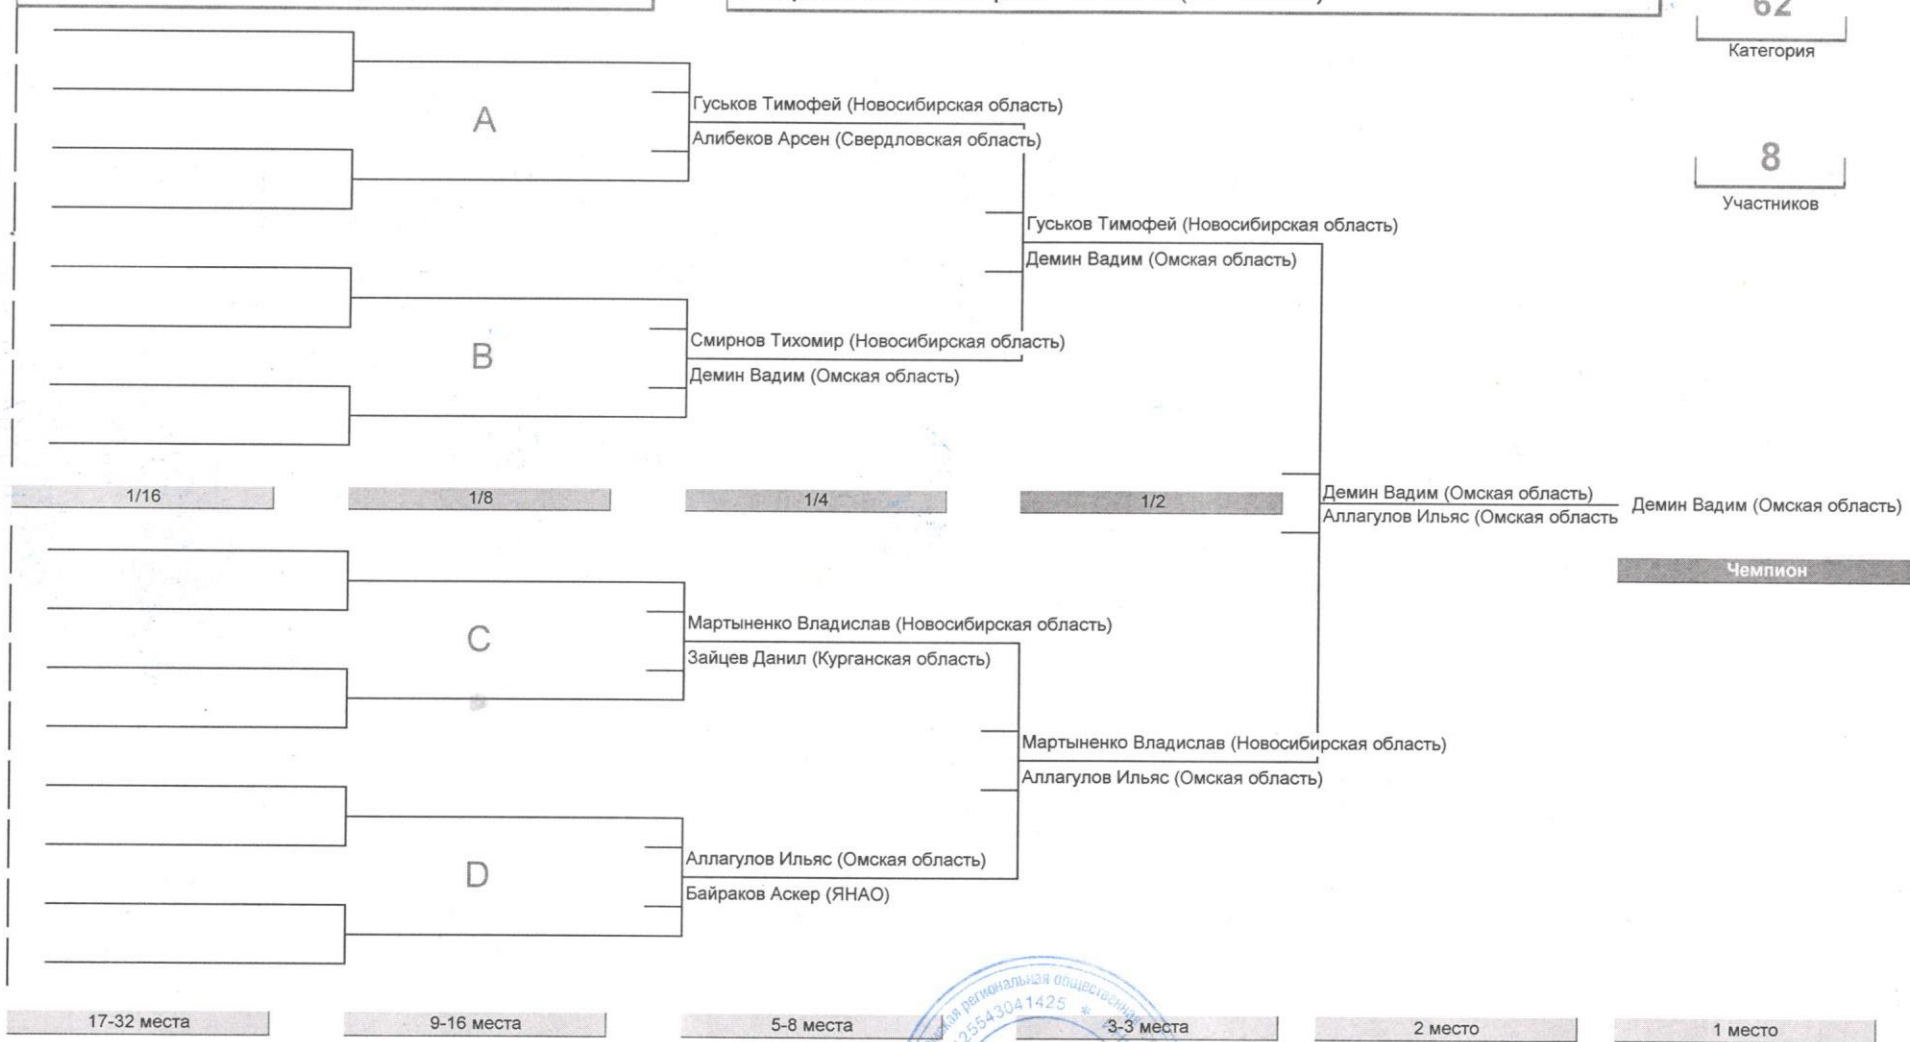 62
Категория
A
Гуськов Тимофей (Новосибирская область)
Алибеков Арсен (Свердловская область)
8
Участников
Гуськов Тимофей (Новосибирская область)
Демин Вадим (Омская область)
B
Смирнов Тихомир (Новосибирская область)
Демин Вадим (Омская область)
1/16
1/8
1/4
1/2
Демин Вадим (Омская область)
Аллагулов Ильяс (Омская область
Демин Вадим (Омская область)
Чемпион
C
Мартыненко Владислав (Новосибирская область)
Зайцев Данил (Курганская область)
Мартыненко Владислав (Новосибирская область)
Аллагулов Ильяс (Омская область)
D
Аллагулов Ильяс (Омская область)
Байраков Аскер (ЯНАО)
региональная
17-32 места
9-16 места
5-8 места
3-3 места
2 место
1 место